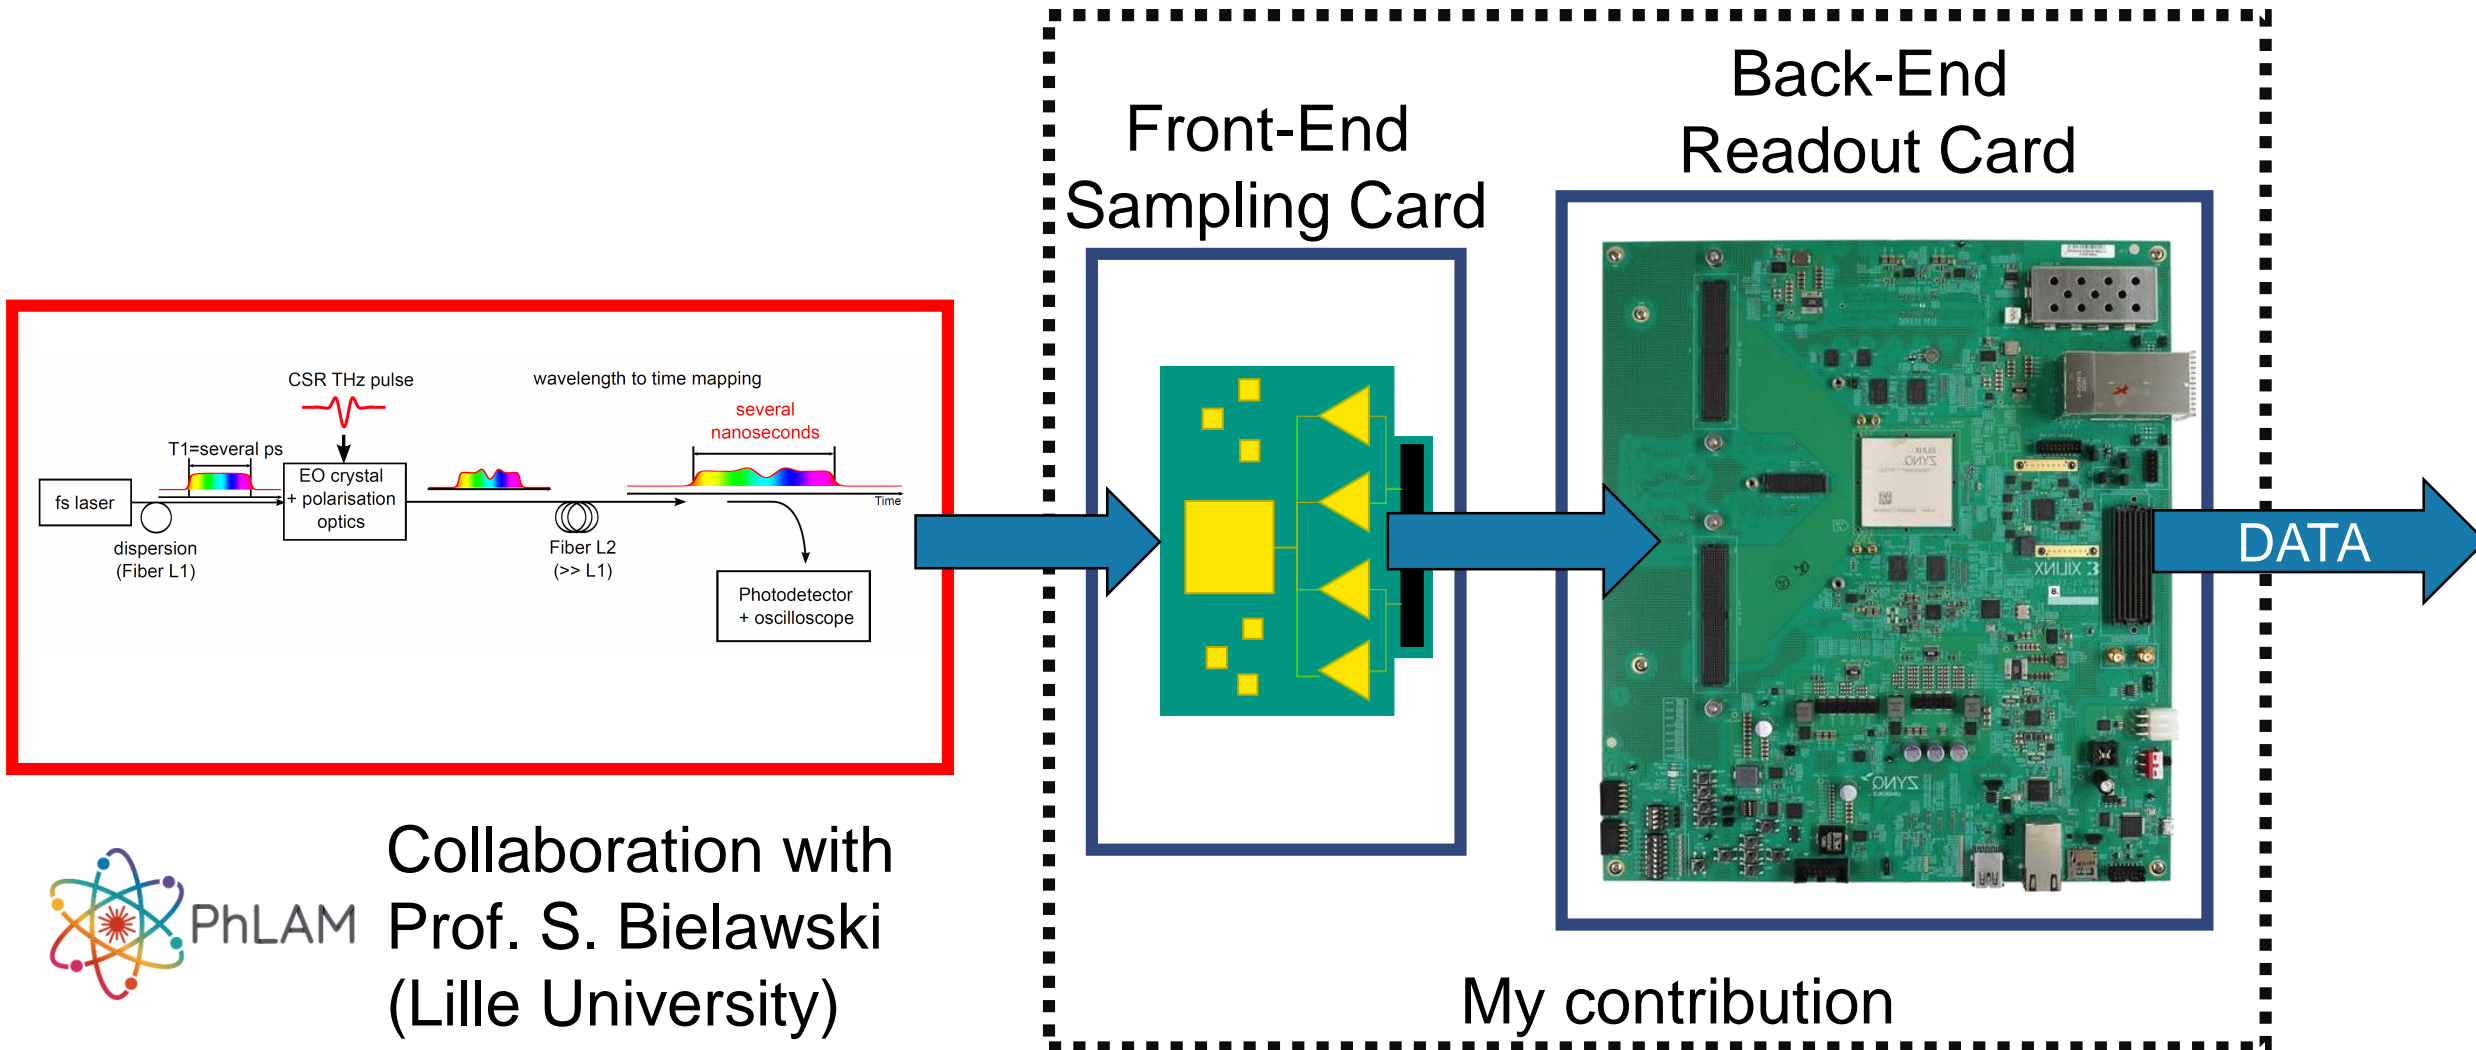 Back-End
Readout Card
Front-End
Sampling Card
CSR THz pulse
wavelength to time mapping
several
nanoseconds
T1=several ps
fs laser
EO crystal
+ polarisation
optics
Time
dispersion
(Fiber L1)
Fiber L2
(>> L1)
Photodetector
+ oscilloscope
XILINX
ZYNQ
XILINX
ZYNQ
DATA
PhLAM
Collaboration with
Prof. S. Bielawski
(Lille University)
My contribution